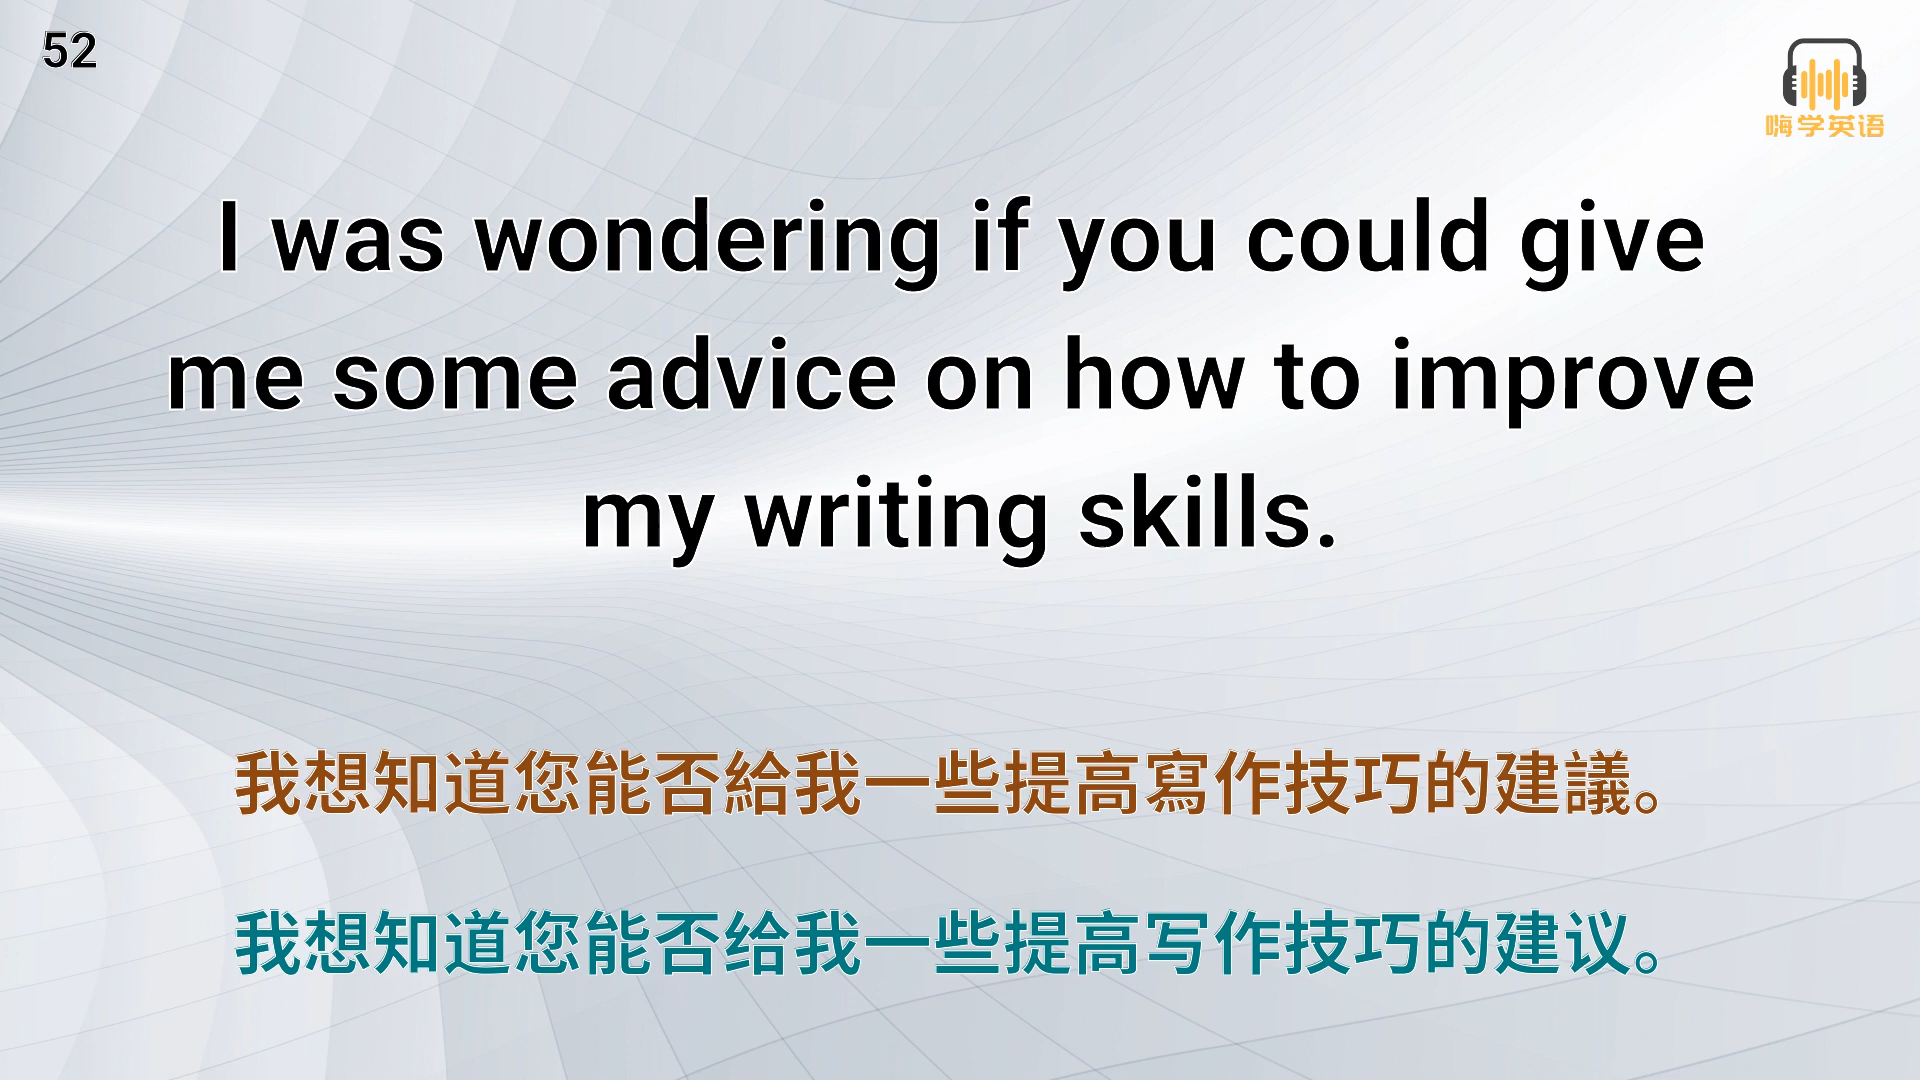 52
嗨学英语
I was wondering if you could give
me some advice on how to improve
my writing skills.
我想知道您能否給我一些提高寫作技巧的建議。
我想知道您能否给我一些提高写作技巧的建议。